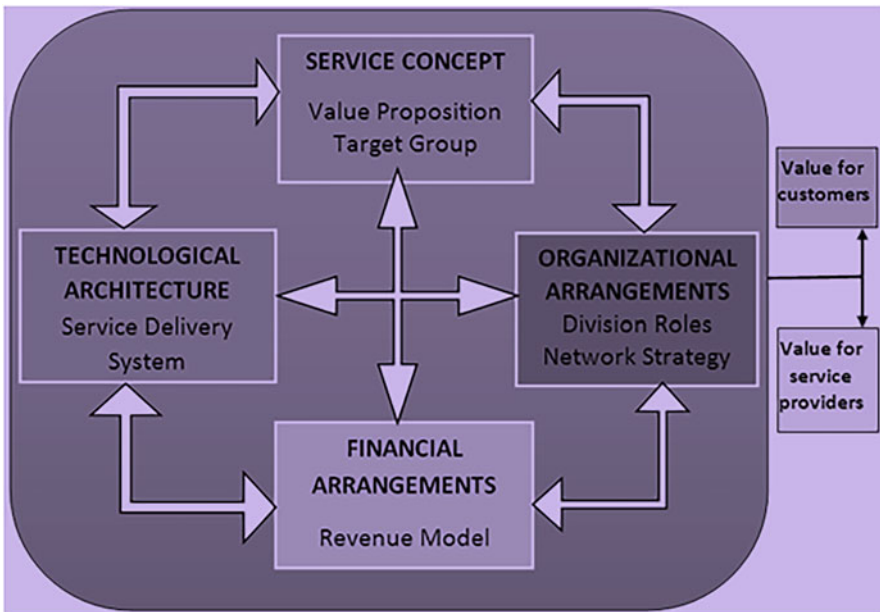 SERVICE CONCEPT
Value Proposition
Target Group
TECHNOLOGICAL
ARCHITECTURE
Service Delivery
System
ORGANIZATIONAL
ARRANGEMENTS
Division Roles
Network Strategy
FINANCIAL
ARRANGEMENTS
Revenue Model
Value for
customers
Value for
service
providers